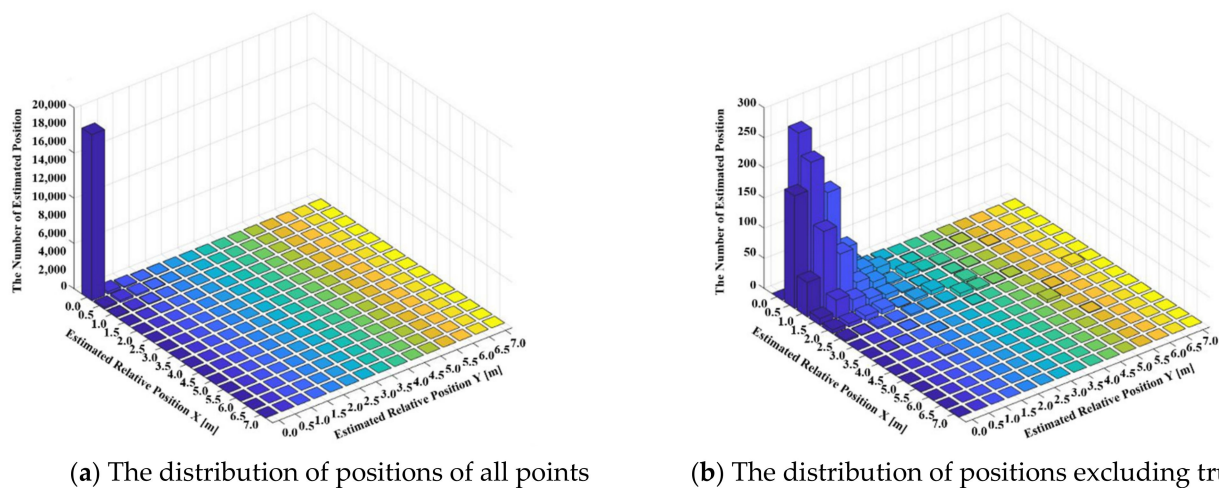 20,000
18,000
14,000
10,000
8,000
6,000
4,000
2,000
0
The Number of Estimated Position
0.0 0.5 1.0 1.5 2.0 2.5 3.0 3.5 4.0 4.5 5.0 5.5 6.0 6.5 7.0
Estimated Relative Position X [m]
0.0 0.5 1.0 1.5 2.0 2.5 3.0 3.5 4.0 4.5 5.0 5.5 6.0 6.5 7.0
Estimated Relative Position Y [m]
(a) The distribution of positions of all points
300
250
200
150
100
50
0
The Number of Estimated Position
0.0 0.5 1.0 1.5 2.0 2.5 3.0 3.5 4.0 4.5 5.0 5.5 6.0 6.5 7.0
Estimated Relative Position X [m]
0.0 0.5 1.0 1.5 2.0 2.5 3.0 3.5 4.0 4.5 5.0 5.5 6.0 6.5 7.0
Estimated Relative Position Y [m]
(b) The distribution of positions excluding